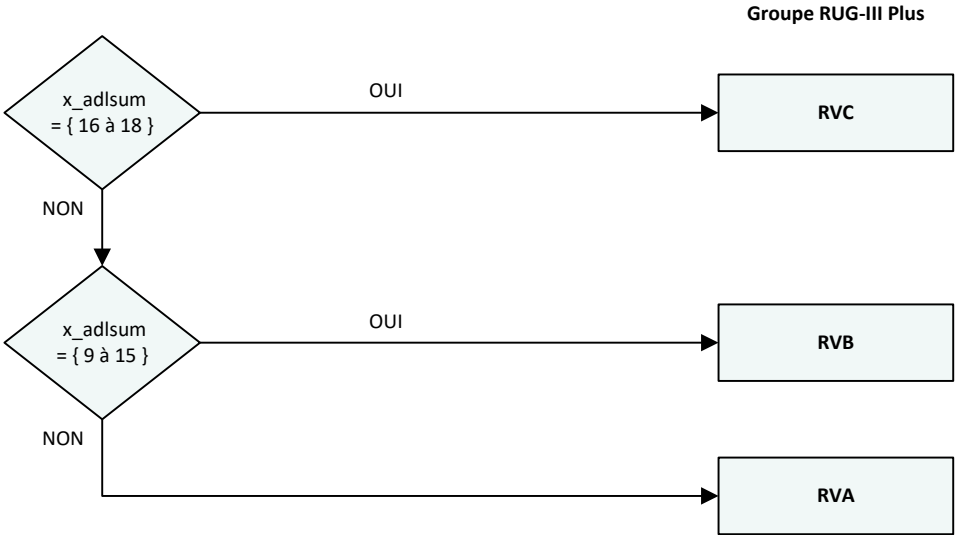 Groupe RUG-III Plus
x_adlsum
= { 16 à 18 }
OUI
RVC
NON
x_adlsum
= { 9 à 15 }
OUI
RVB
NON
RVA